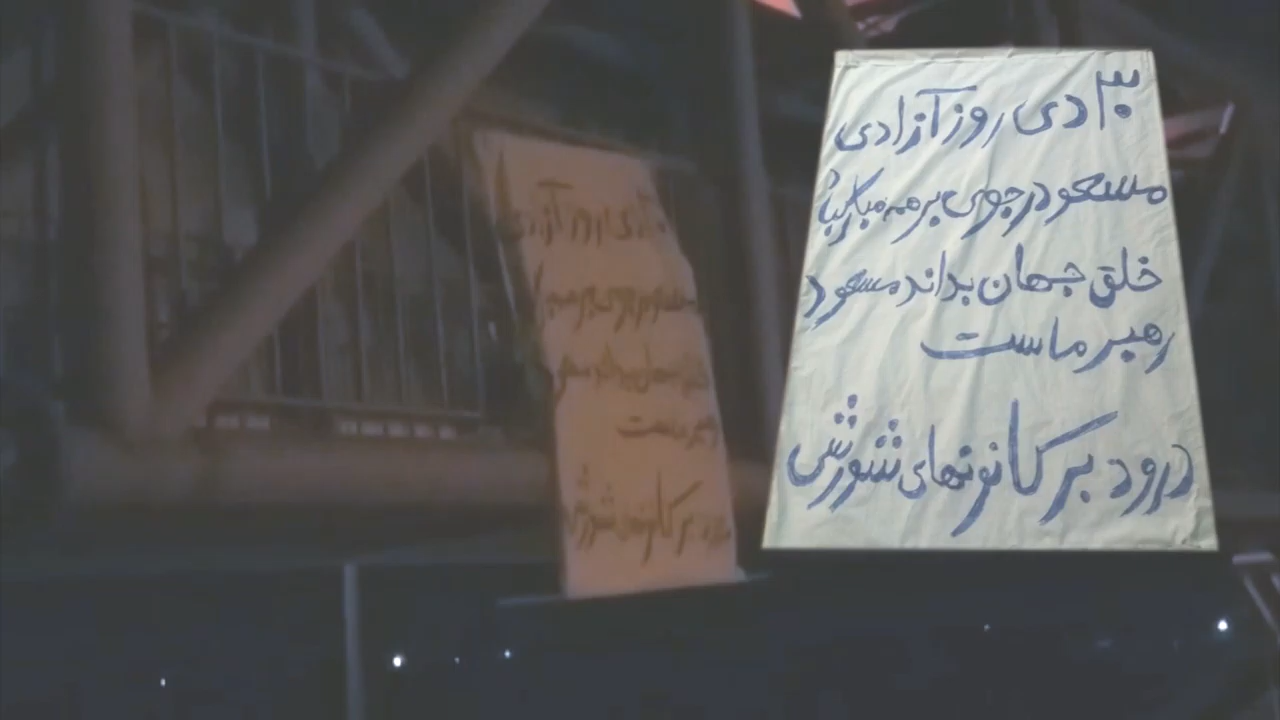 ۳۰ دی روز آزادی
مسعود رجوی بر همه مبارکباد
خلق جهان بداند مسعود
رهبر ماست
درود بر کانونهای شورشی